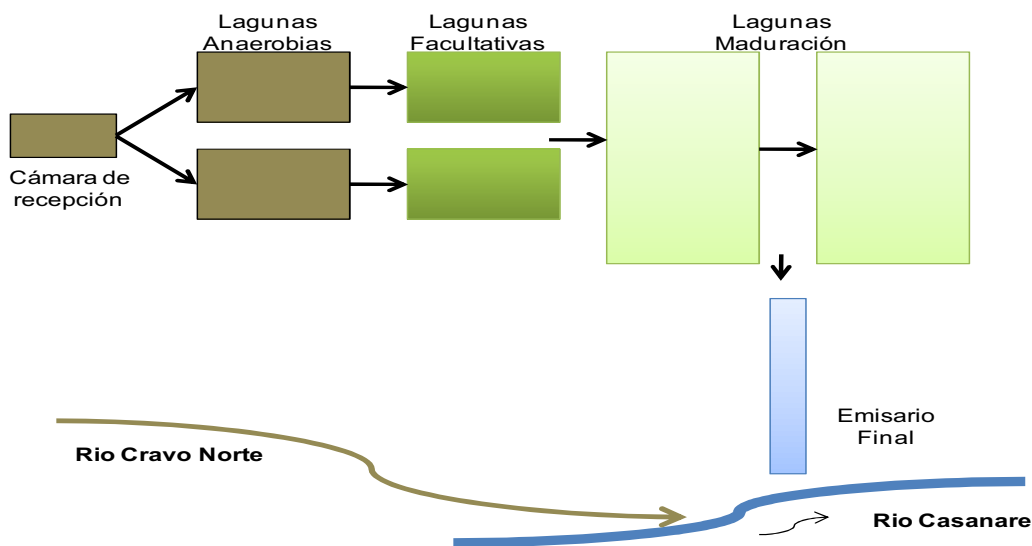 Lagunas
Anaerobias
Lagunas
Facultativas
Lagunas
Maduración
Cámara de
recepción
Emisario
Final
Rio Cravo Norte
Rio Casanare